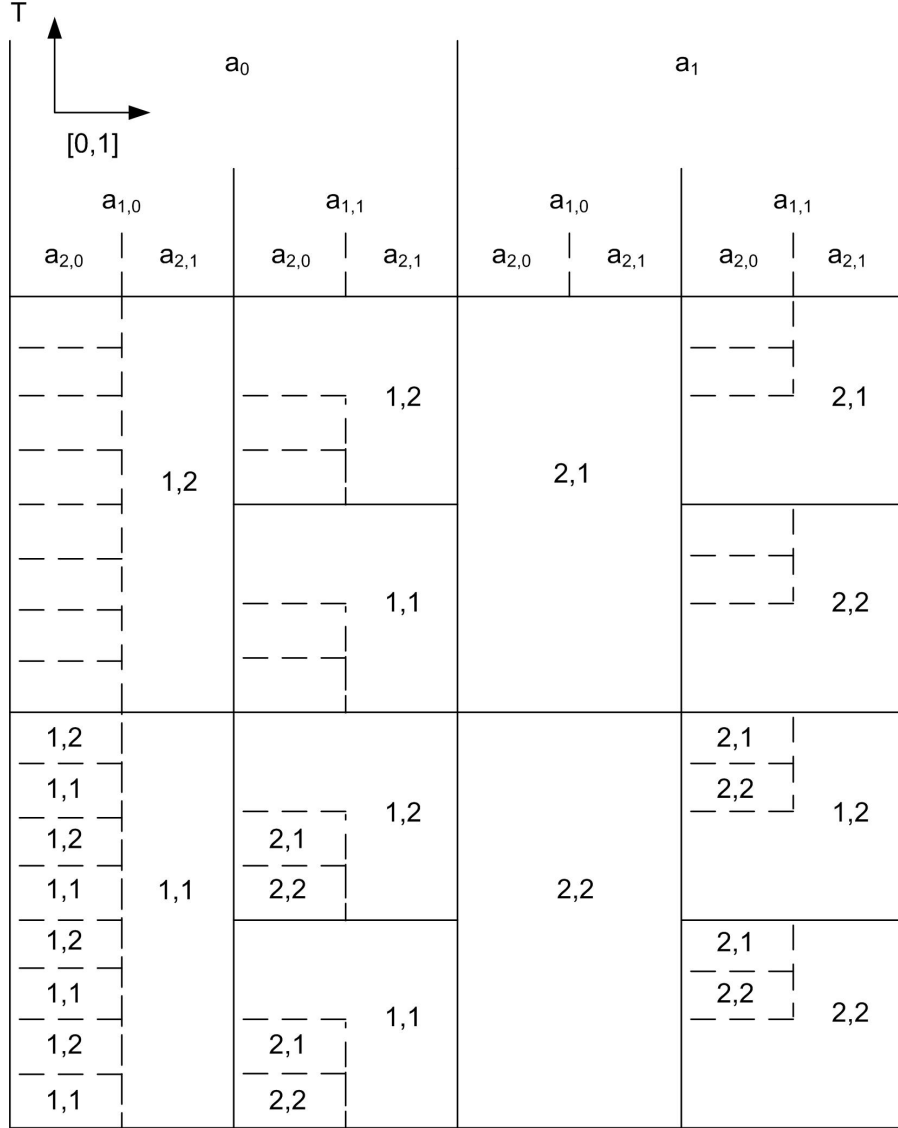 T
a₀ a₁
[0,1]
a₁,₀ a₁,₁ a₁,₀ a₁,₁
a₂,₀ a₂,₁ a₂,₀ a₂,₁ a₂,₀ a₂,₁ a₂,₀ a₂,₁
1,2 2,1
1,2 2,1
1,1 2,2
1,2 2,1
1,1 2,2
1,2 1,2 1,2
1,2 2,1
1,1 1,1 2,2 2,2
1,2 2,1
1,1 2,2
1,1 2,2
1,2 2,1
1,1 2,2